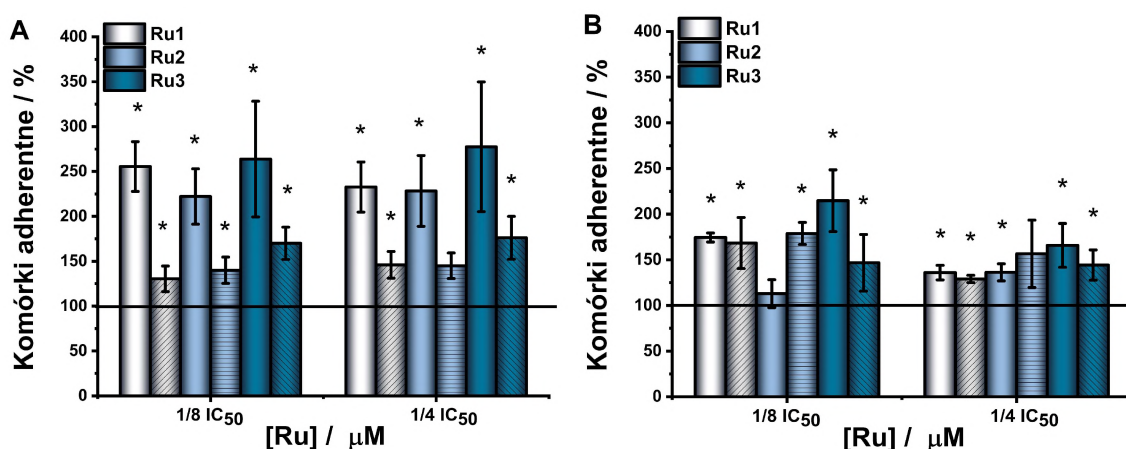 A
Komórki adherentne / %
400
350
300
250
200
150
100
50
0
Ru1
Ru2
Ru3
* * * * * *
* * * * *
1/8 IC50
1/4 IC50
[Ru] / μM
B
Komórki adherentne / %
400
350
300
250
200
150
100
50
0
Ru1
Ru2
Ru3
* * * * *
* * * * *
1/8 IC50
1/4 IC50
[Ru] / μM